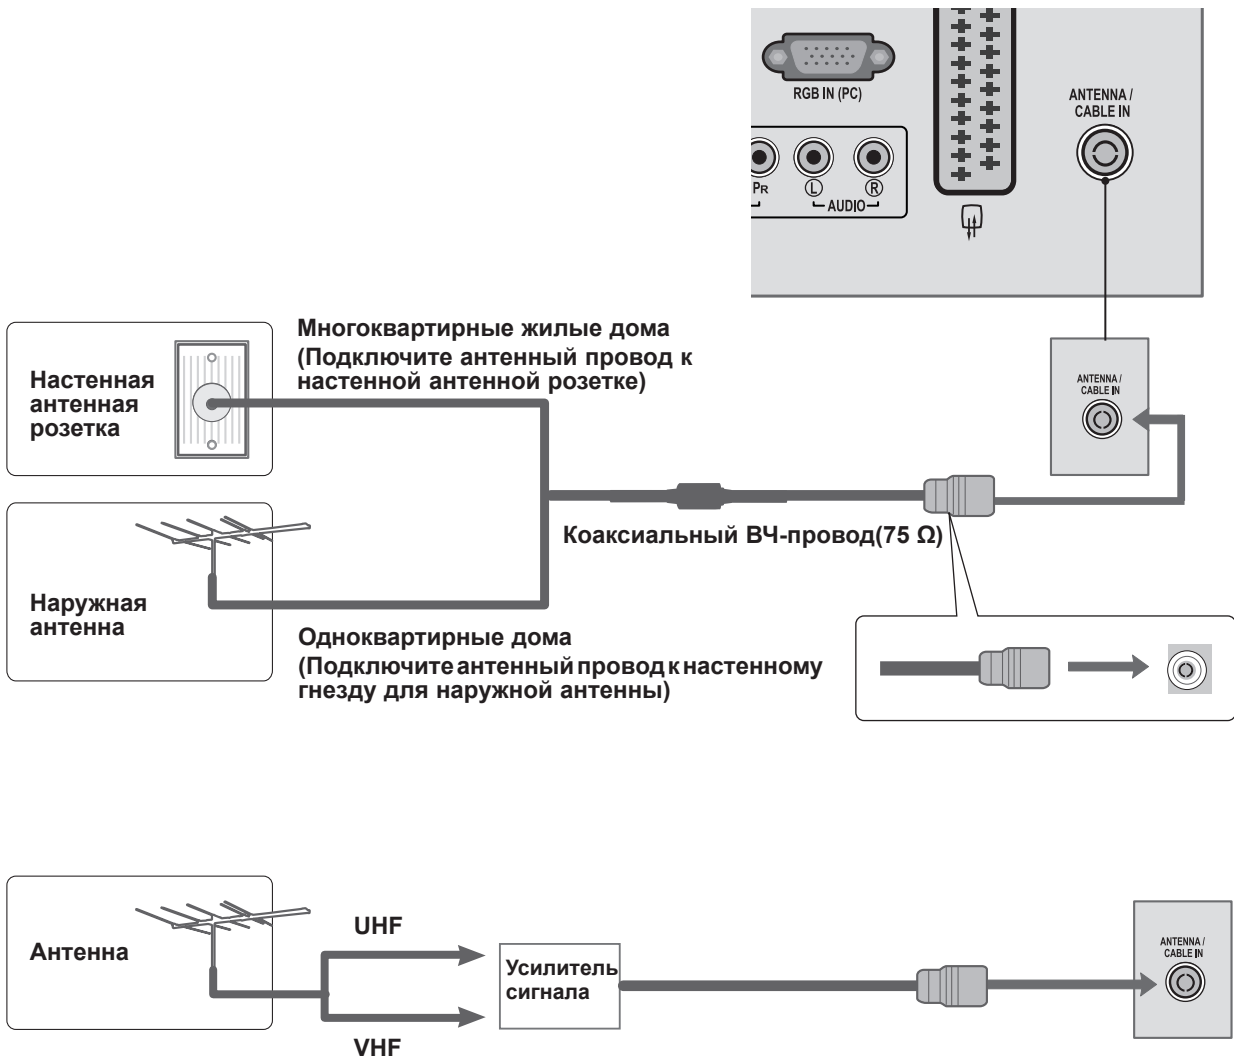 RGB IN (PC)
ANTENNA /
CABLE IN
PR
L
R
AUDIO
Многоквартирные жилые дома
(Подключите антенный провод к
настенной антенной розетке)
Настенная
антенная
розетка
ANTENNA /
CABLE IN
Коаксиальный ВЧ-провод(75 Ω)
Наружная
антенна
Одноквартирные дома
(Подключите антенный провод к настенному
гнезду для наружной антенны)
Антенна
UHF
VHF
Усилитель
сигнала
ANTENNA /
CABLE IN